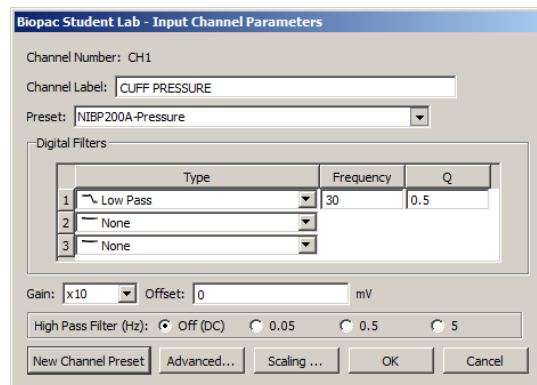 Biopac Student Lab - Input Channel Parameters
Channel Number: CH1
Channel Label: CUFF PRESSURE
Preset: NIBP200A-Pressure
Digital Filters
Type Frequency Q
1 Low Pass 30 0.5
2 None
3 None
Gain: x10 Offset: 0 mV
High Pass Filter (Hz): Off (DC) 0.05 0.5 5
New Channel Preset Advanced... Scaling ... OK Cancel